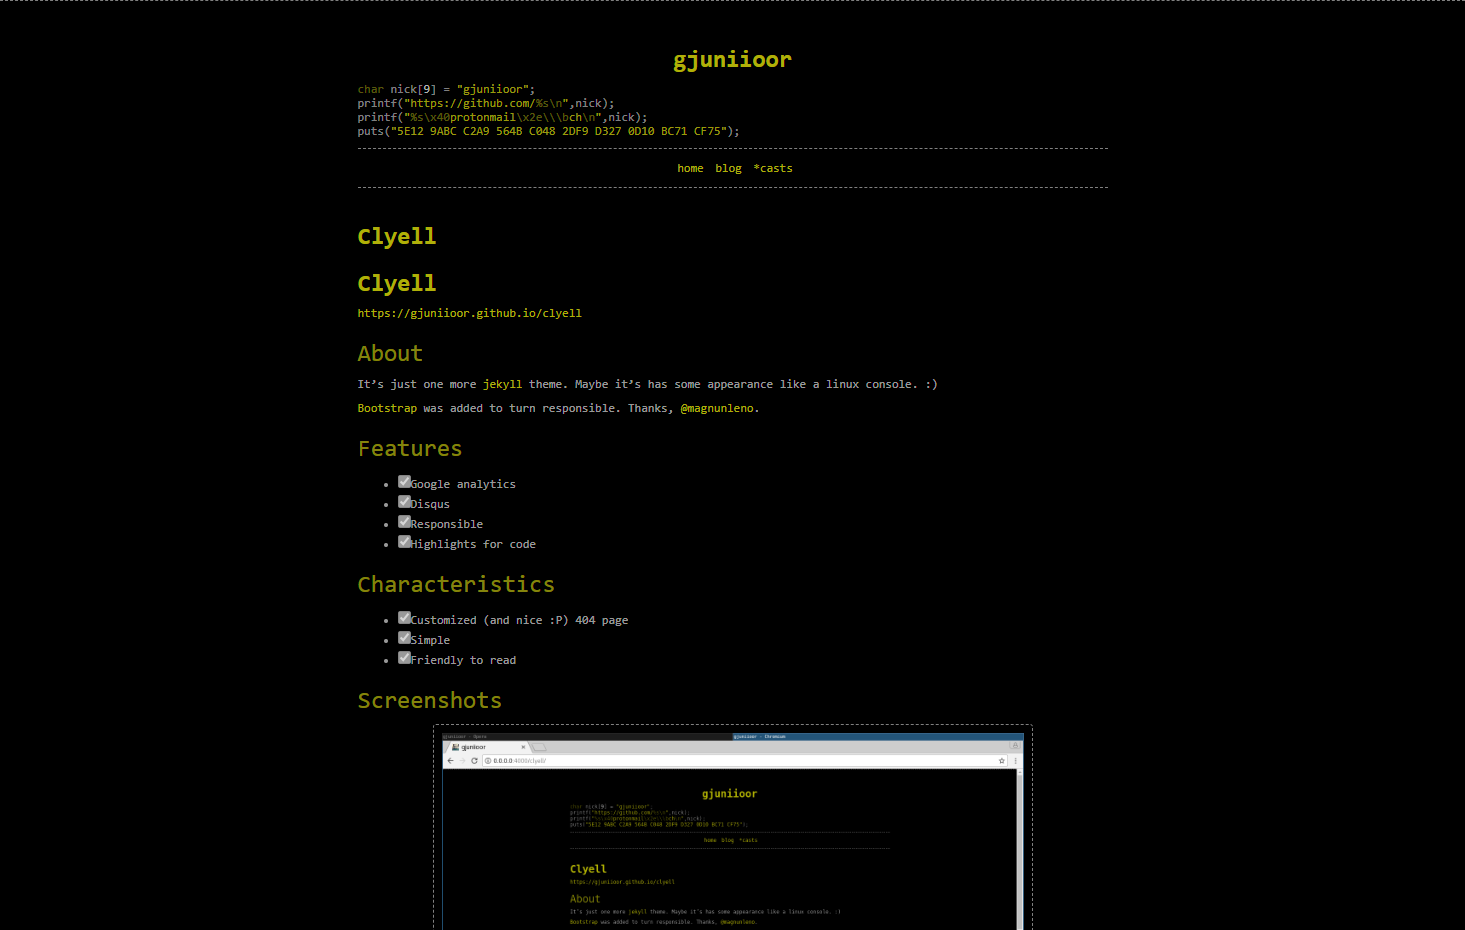 gjuniioor
char nick[9] = "gjuniioor";
printf("https://github.com/%s\n",nick);
printf("%s\x40protonmail\x2e\\\bch\n",nick);
puts("5E12 9ABC C2A9 564B C048 2DF9 D327 0D10 BC71 CF75");
home blog *casts
Clyell
Clyell
https://gjuniioor.github.io/clyell
About
It’s just one more jekyll theme. Maybe it’s has some appearance like a linux console. :)
Bootstrap was added to turn responsible. Thanks, @magnunleno.
Features
Google analytics
Disqus
Responsible
Highlights for code
Characteristics
Customized (and nice :P) 404 page
Simple
Friendly to read
Screenshots
gjuniioor - Opera gjuniioor - Chromium
gjuniioor
0.0.0.0:4000/clyell/
gjuniioor
char nick[9] = "gjuniioor";
printf("https://github.com/%s\n",nick);
printf("%s\x40protonmail\x2e\\\bch\n",nick);
puts("5E12 9ABC C2A9 564B C048 2DF9 D327 0D10 BC71 CF75");
home blog *casts
Clyell
https://gjuniioor.github.io/clyell
About
It's just one more jekyll theme. Maybe it's has some appearance like a linux console. :)
Bootstrap was added to turn responsible. Thanks, @magnunleno.